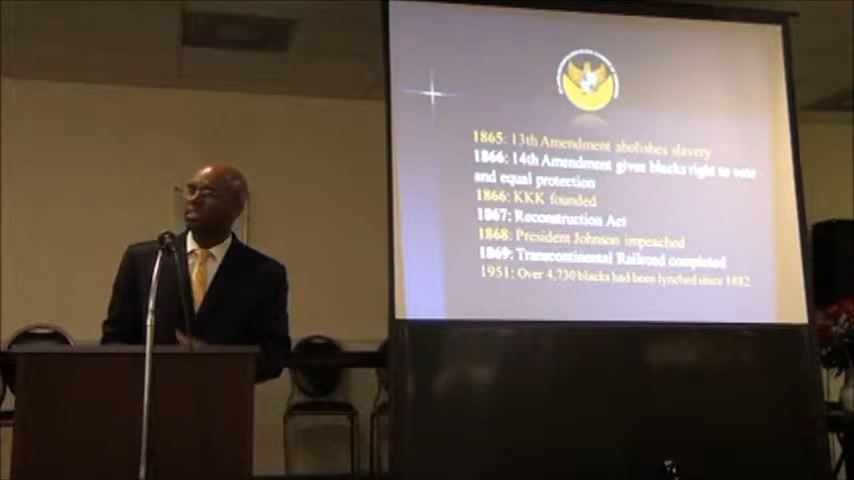 1865: 13th Amendment abolishes slavery
1866: 14th Amendment gives blacks right to vote
and equal protection
1866: KKK founded
1867: Reconstruction Act
1868: President Johnson impeached
1869: Transcontinental Railroad completed
1951: Over 4,730 blacks had been lynched since 1882